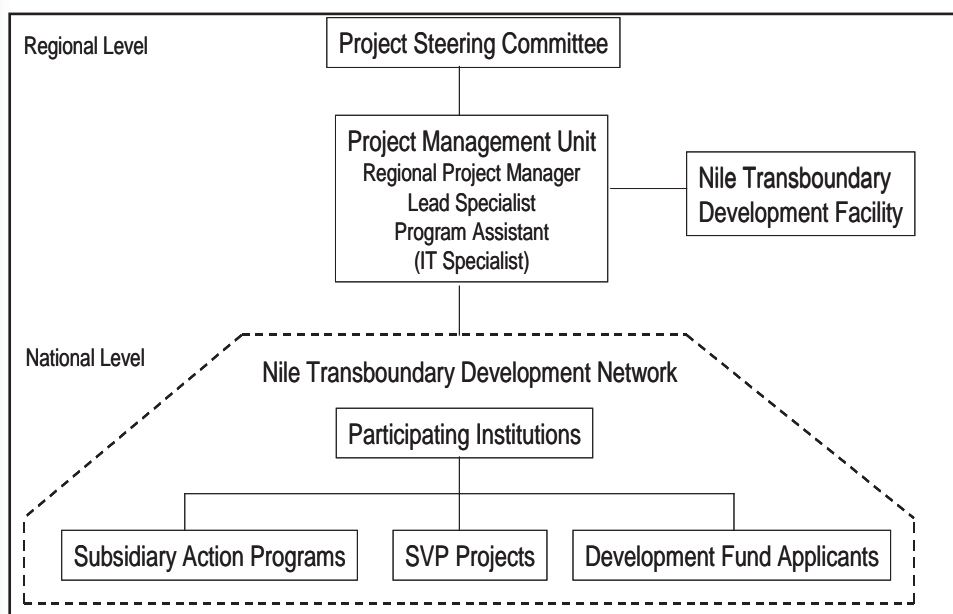 Regional Level
Project Steering Committee
Project Management Unit
Regional Project Manager
Lead Specialist
Program Assistant
(IT Specialist)
Nile Transboundary
Development Facility
National Level
Nile Transboundary Development Network
Participating Institutions
Subsidiary Action Programs
SVP Projects
Development Fund Applicants